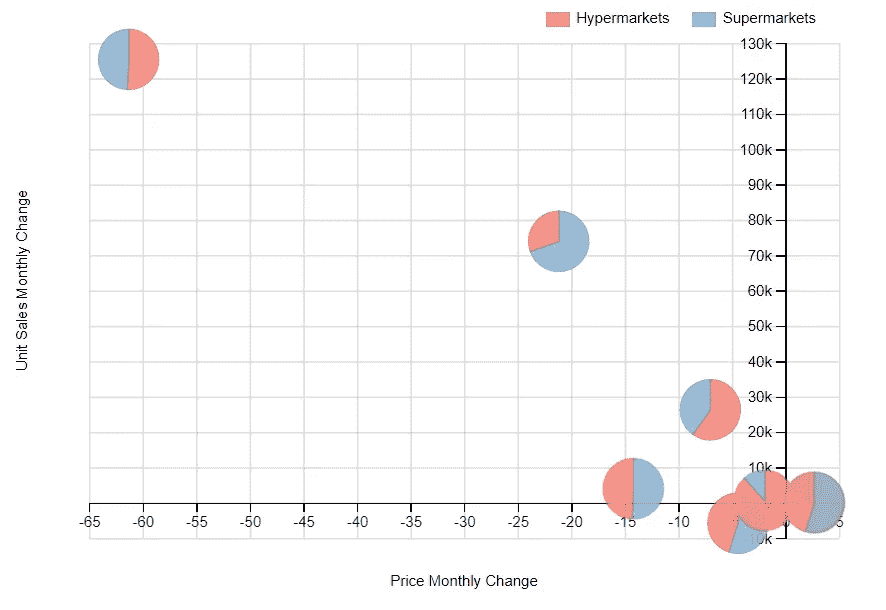 Hypermarkets Supermarkets
130k
120k
110k
100k
90k
80k
70k
60k
50k
40k
30k
20k
10k
-65 -60 -55 -50 -45 -40 -35 -30 -25 -20 -15 -10 5
Unit Sales Monthly Change
Price Monthly Change